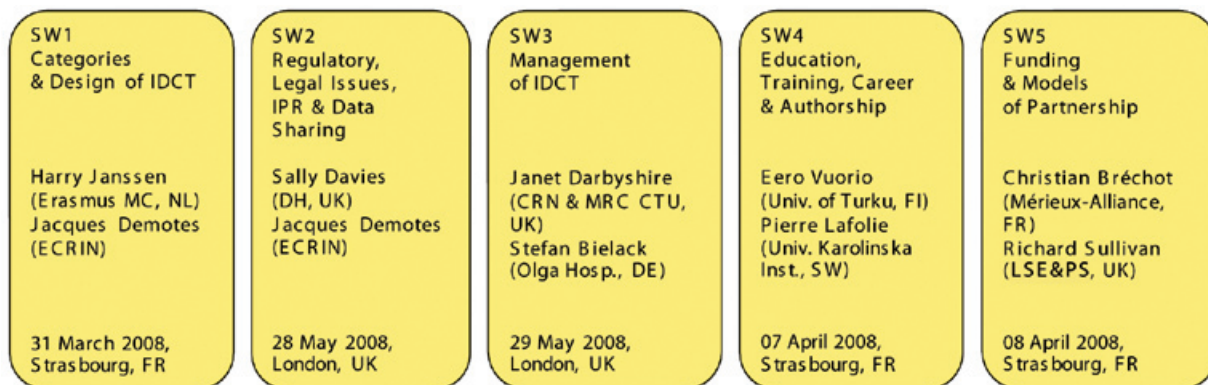 SW1
Categories
& Design of IDCT
Harry Janssen
(Erasmus MC, NL)
Jacques Demotes
(ECRIN)
31 March 2008,
Strasbourg, FR
SW2
Regulatory,
Legal Issues,
IPR & Data
Sharing
Sally Davies
(DH, UK)
Jacques Demotes
(ECRIN)
28 May 2008,
London, UK
SW3
Management
of IDCT
Janet Darbyshire
(CRN & MRC CTU,
UK)
Stefan Bielack
(Olga Hosp., DE)
29 May 2008,
London, UK
SW4
Education,
Training, Career
& Authorship
Eero Vuorio
(Univ. of Turku, FI)
Pierre Lafolie
(Univ. Karolinska
Inst., SW)
07 April 2008,
Strasbourg, FR
SW5
Funding
& Models
of Partnership
Christian Bréchot
(Mérieux-Alliance,
FR)
Richard Sullivan
(LSE&PS, UK)
08 April 2008,
Strasbourg, FR